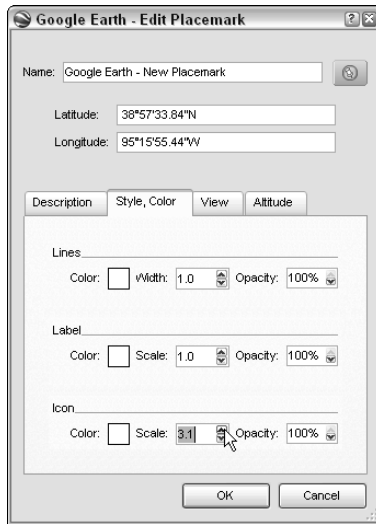 Google Earth - Edit Placemark
Name: Google Earth - New Placemark
Latitude: 38°57'33.84"N
Longitude: 95°15'55.44"W
Description Style, Color View Altitude
Lines
Color: Width: 1.0 Opacity: 100%
Label
Color: Scale: 1.0 Opacity: 100%
Icon
Color: Scale: 3.1 Opacity: 100%
OK Cancel